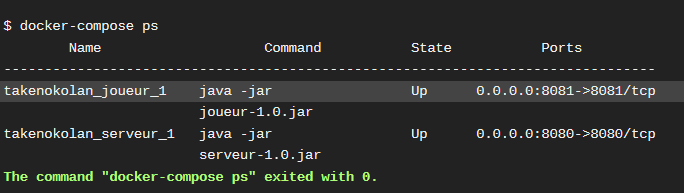 $ docker-compose ps
Name Command State Ports
--------------------------------------------------------------------------------
takenokolan_joueur_1 java -jar Up 0.0.0.0:8081->8081/tcp
joueur-1.0.jar
takenokolan_serveur_1 java -jar Up 0.0.0.0:8080->8080/tcp
serveur-1.0.jar
The command "docker-compose ps" exited with 0.